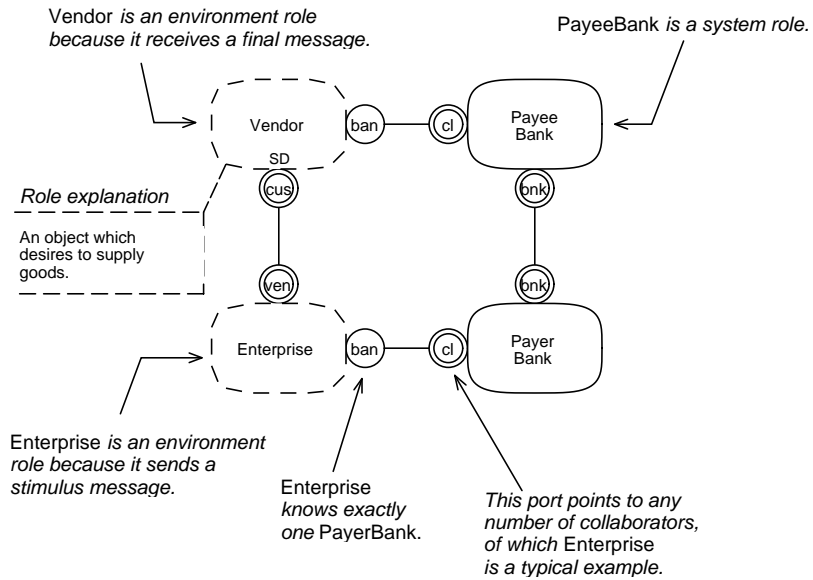 Vendor is an environment role
because it receives a final message.
PayeeBank is a system role.
Vendor
ban
cl
Payee
Bank
SD
cus
bnk
Role explanation
An object which
desires to supply
goods.
ven
bnk
Enterprise
ban
cl
Payer
Bank
Enterprise is an environment
role because it sends a
stimulus message.
Enterprise
knows exactly
one PayerBank.
This port points to any
number of collaborators,
of which Enterprise
is a typical example.